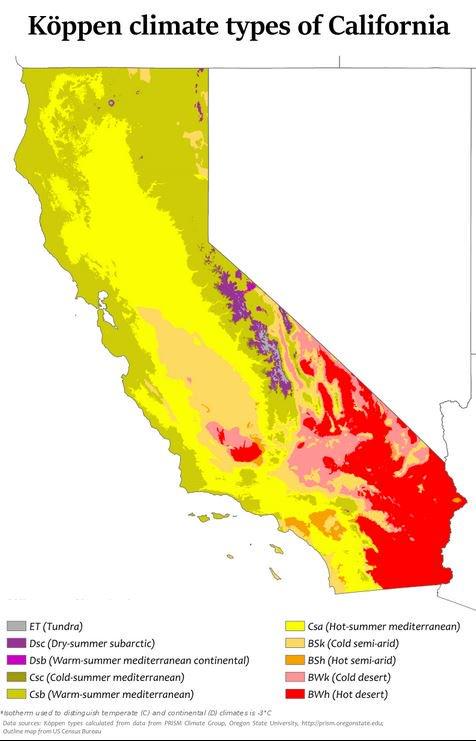 Köppen climate types of California
ET (Tundra)
Dsc (Dry-summer subarctic)
Dsb (Warm-summer mediterranean continental)
Csc (Cold-summer mediterranean)
Csb (Warm-summer mediterranean)
Csa (Hot-summer mediterranean)
BSk (Cold semi-arid)
BSh (Hot semi-arid)
BWk (Cold desert)
BWh (Hot desert)
*Isotherm used to distinguish temperate (C) and continental (D) climates is -3°C
Data sources: Köppen types calculated from data from PRISM Climate Group, Oregon State University, http://prism.oregonstate.edu;
Outline map from US Census Bureau